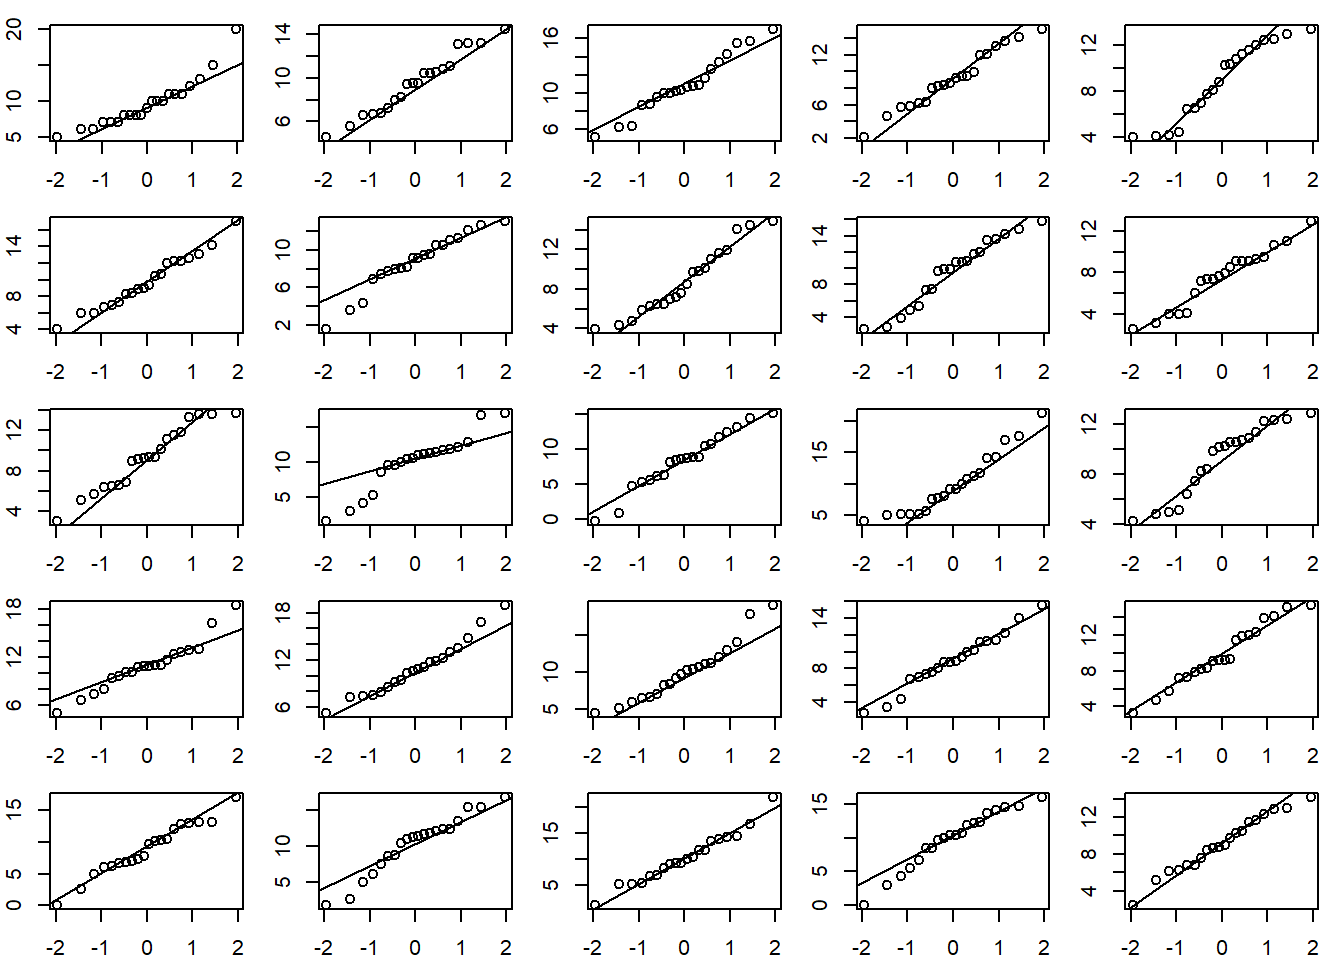 20 14 16 12 12
10 10 10 6 8
5 6 6 2 4
-2 -1 0 1 2 -2 -1 0 1 2 -2 -1 0 1 2 -2 -1 0 1 2 -2 -1 0 1 2
14 10 12 14 12
8 6 8 8 8
4 2 4 4 4
-2 -1 0 1 2 -2 -1 0 1 2 -2 -1 0 1 2 -2 -1 0 1 2 -2 -1 0 1 2
12 10 10 15 12
8 5 5 5 8
4 0 4
-2 -1 0 1 2 -2 -1 0 1 2 -2 -1 0 1 2 -2 -1 0 1 2 -2 -1 0 1 2
18 18 10 14 12
12 12 5 8 8
6 6 4 4
-2 -1 0 1 2 -2 -1 0 1 2 -2 -1 0 1 2 -2 -1 0 1 2 -2 -1 0 1 2
15 10 15 15 12
5 5 5 5 8
0 0 4
-2 -1 0 1 2 -2 -1 0 1 2 -2 -1 0 1 2 -2 -1 0 1 2 -2 -1 0 1 2